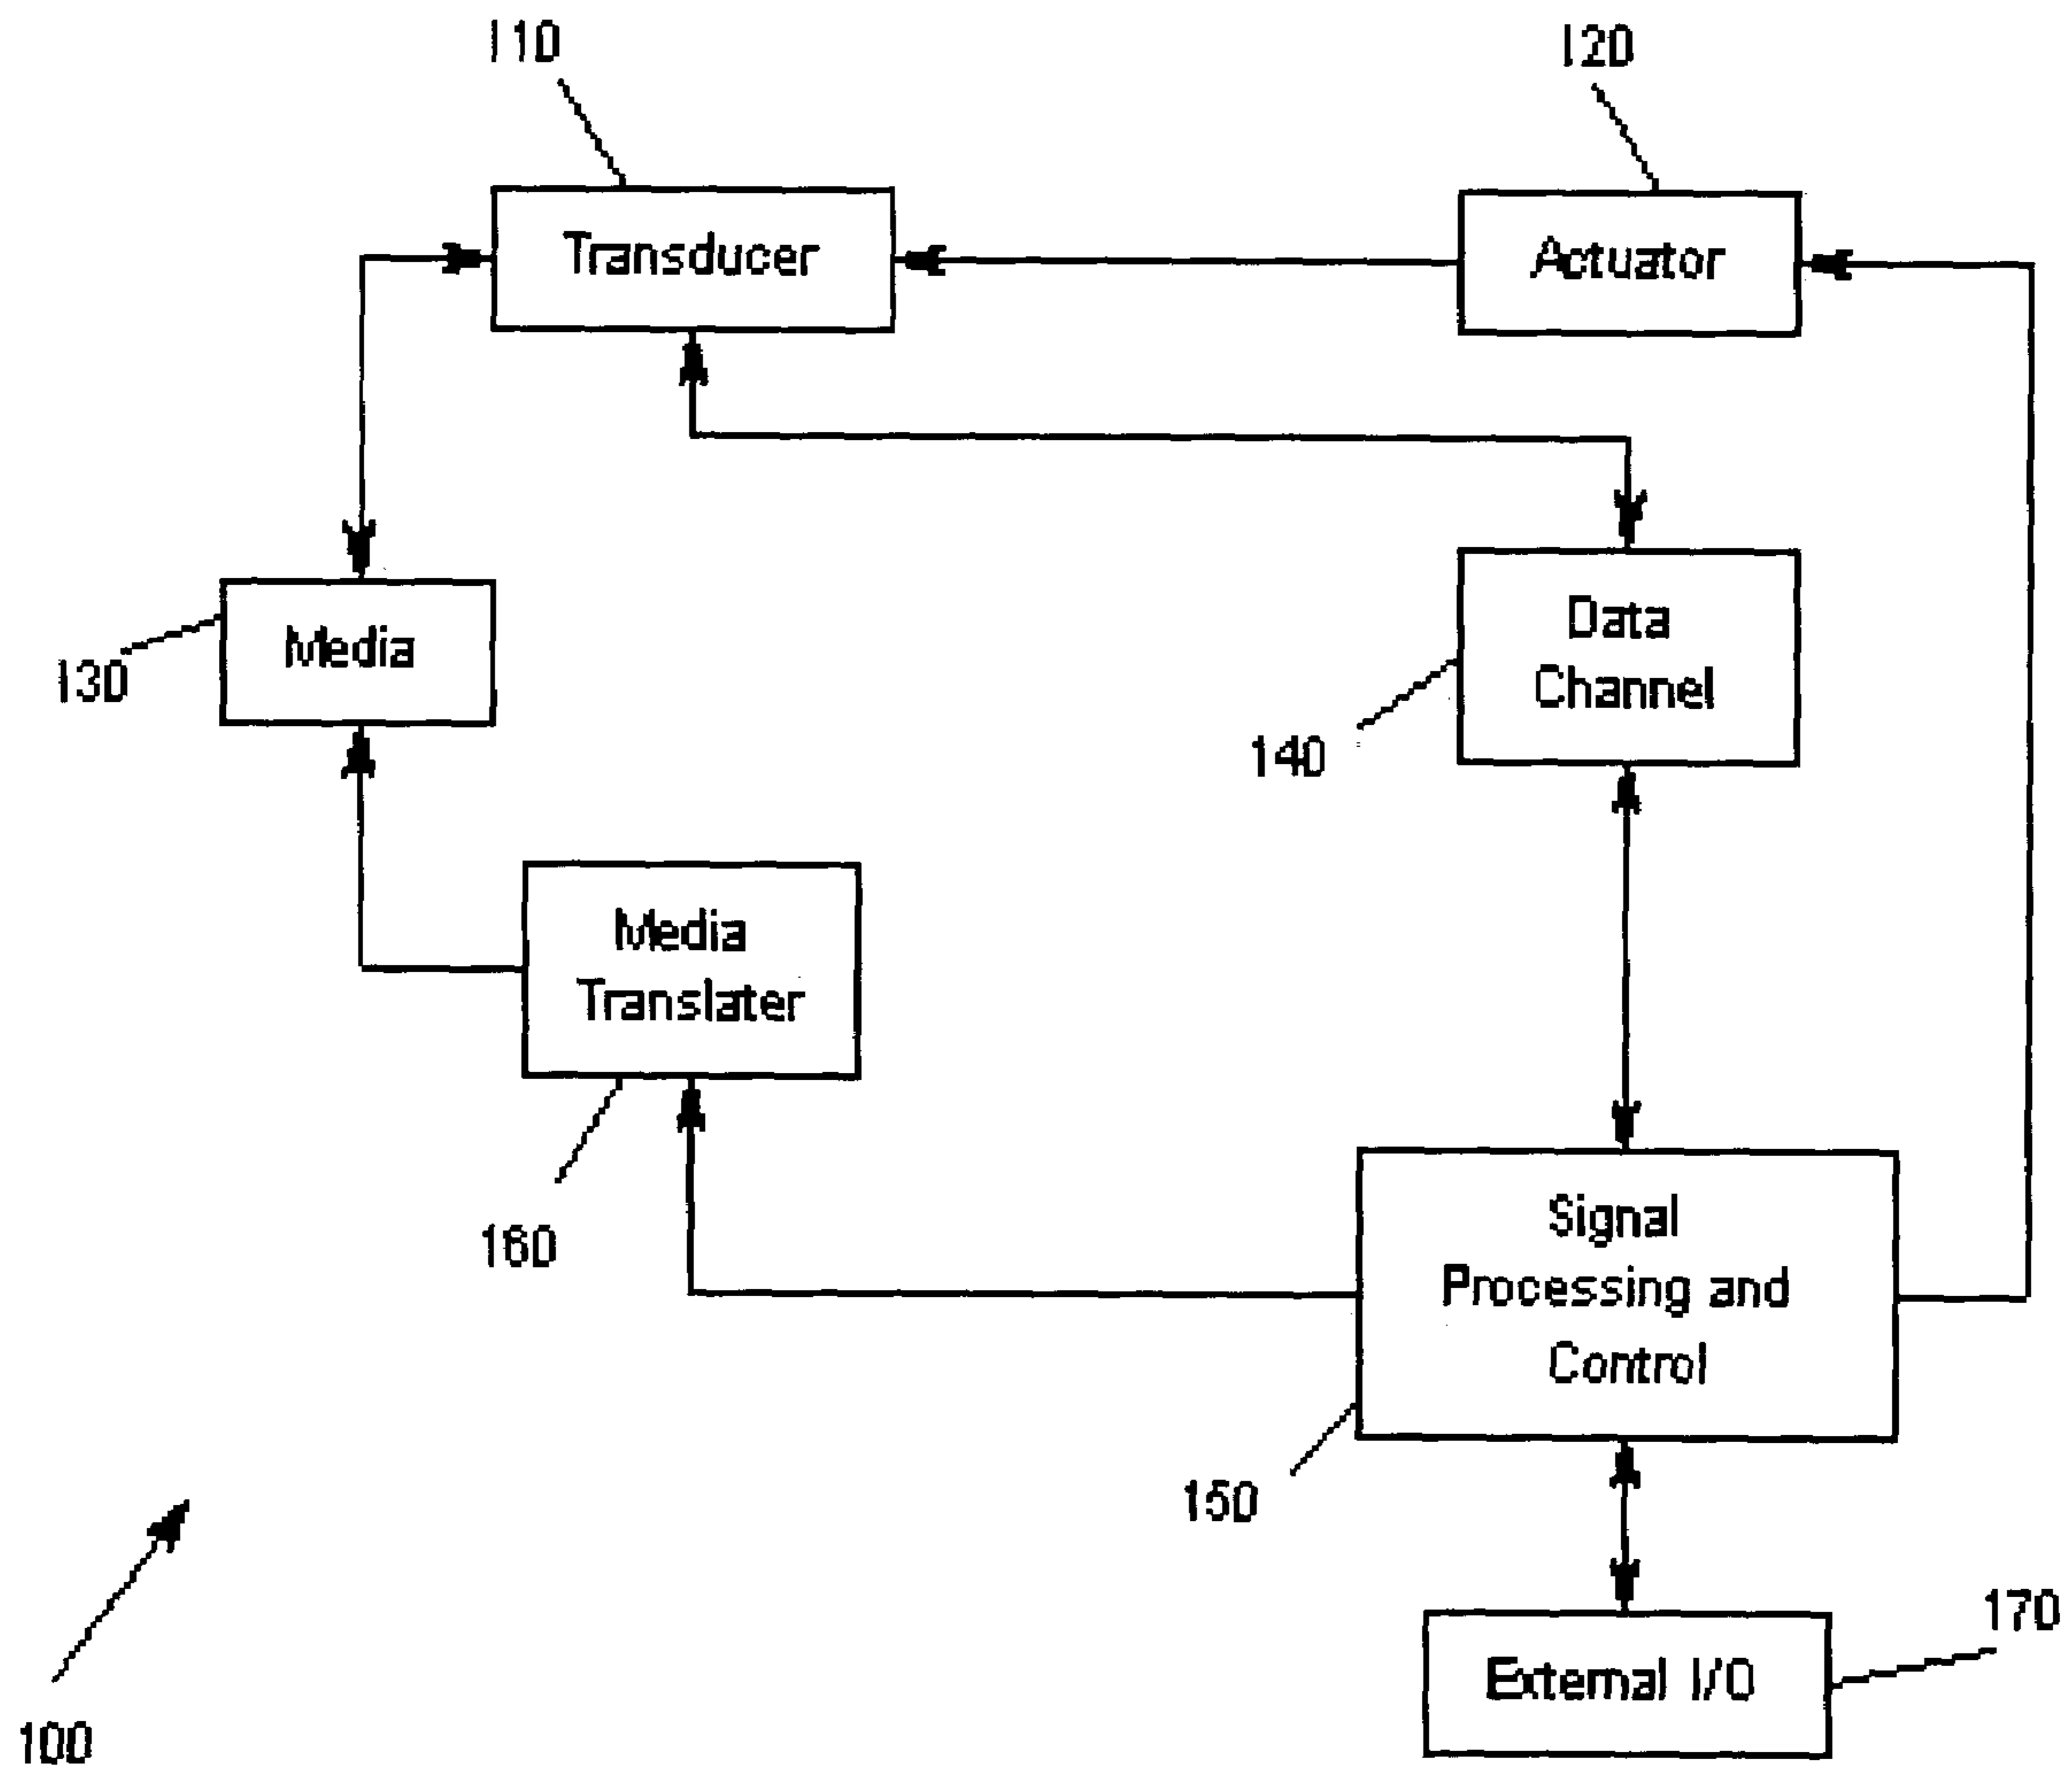 110
120
Transducer
Actuator
Media
130
Data
Channel
140
Media
Translater
160
Signal
Processing and
Control
150
External I/O
170
100